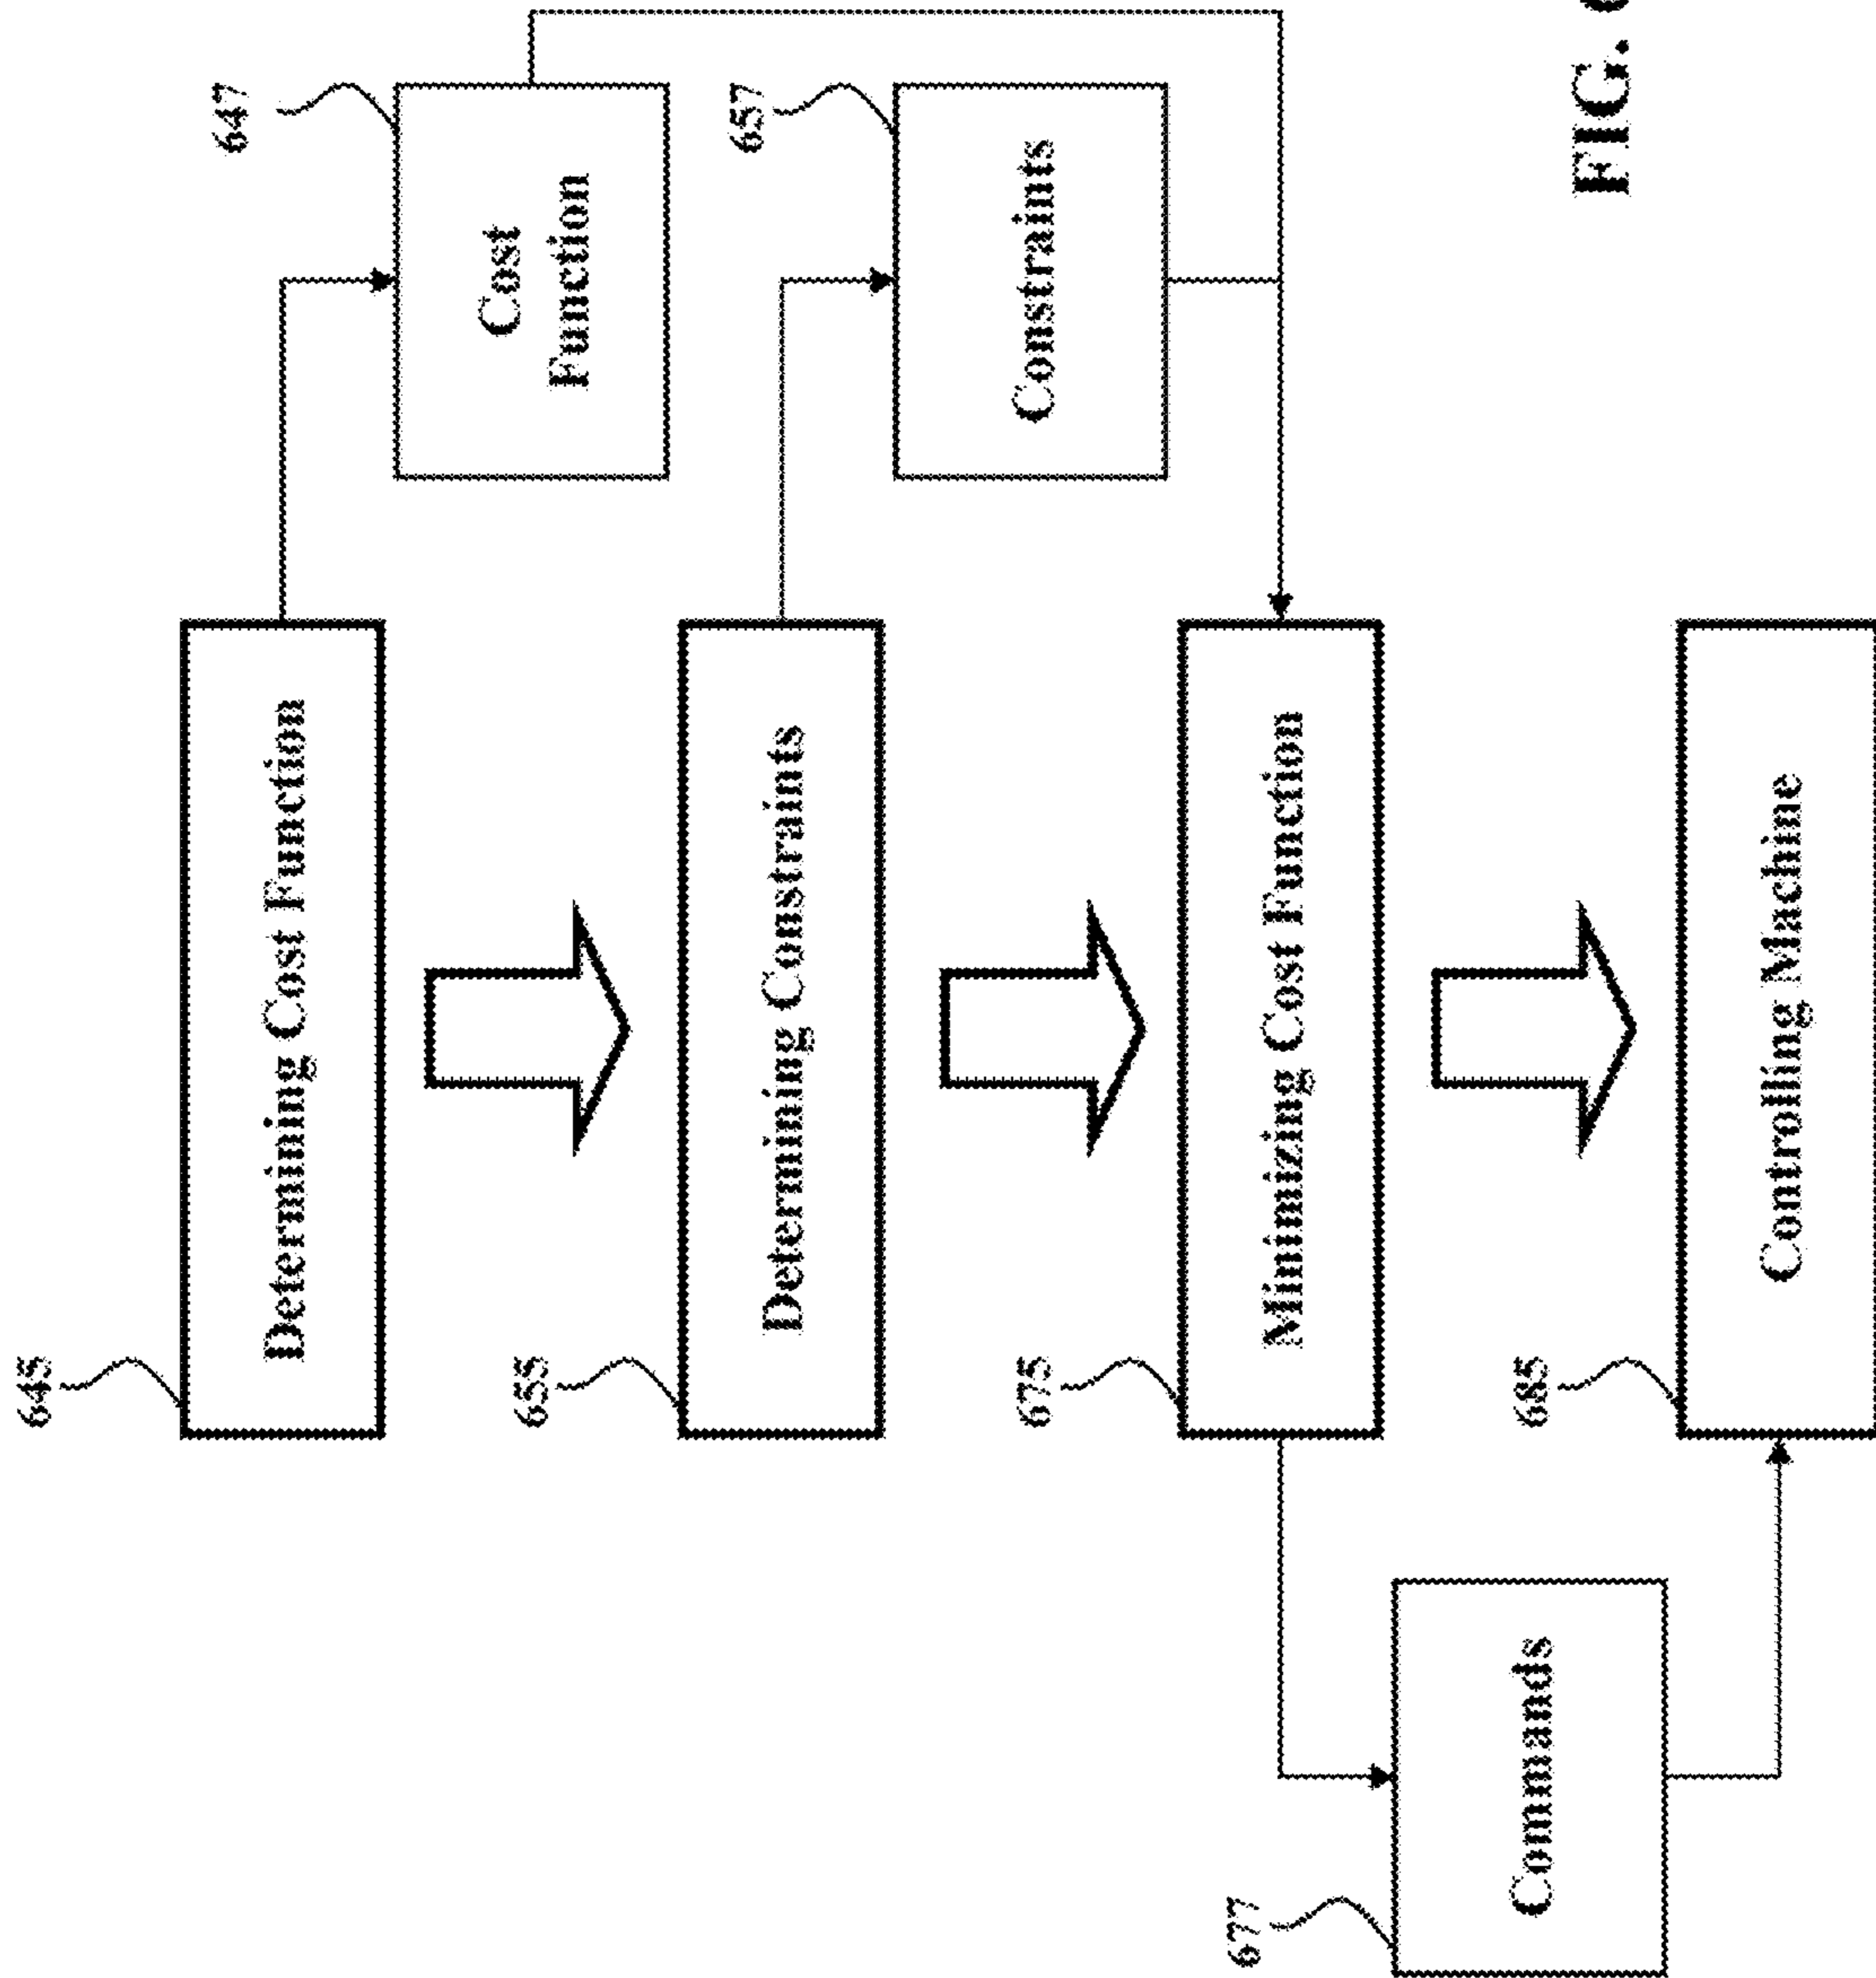 645
Determining Cost Function
647
Cost
Function
655
Determining Constraints
657
Constraints
675
Minimizing Cost Function
677
Commands
685
Controlling Machine
FIG.